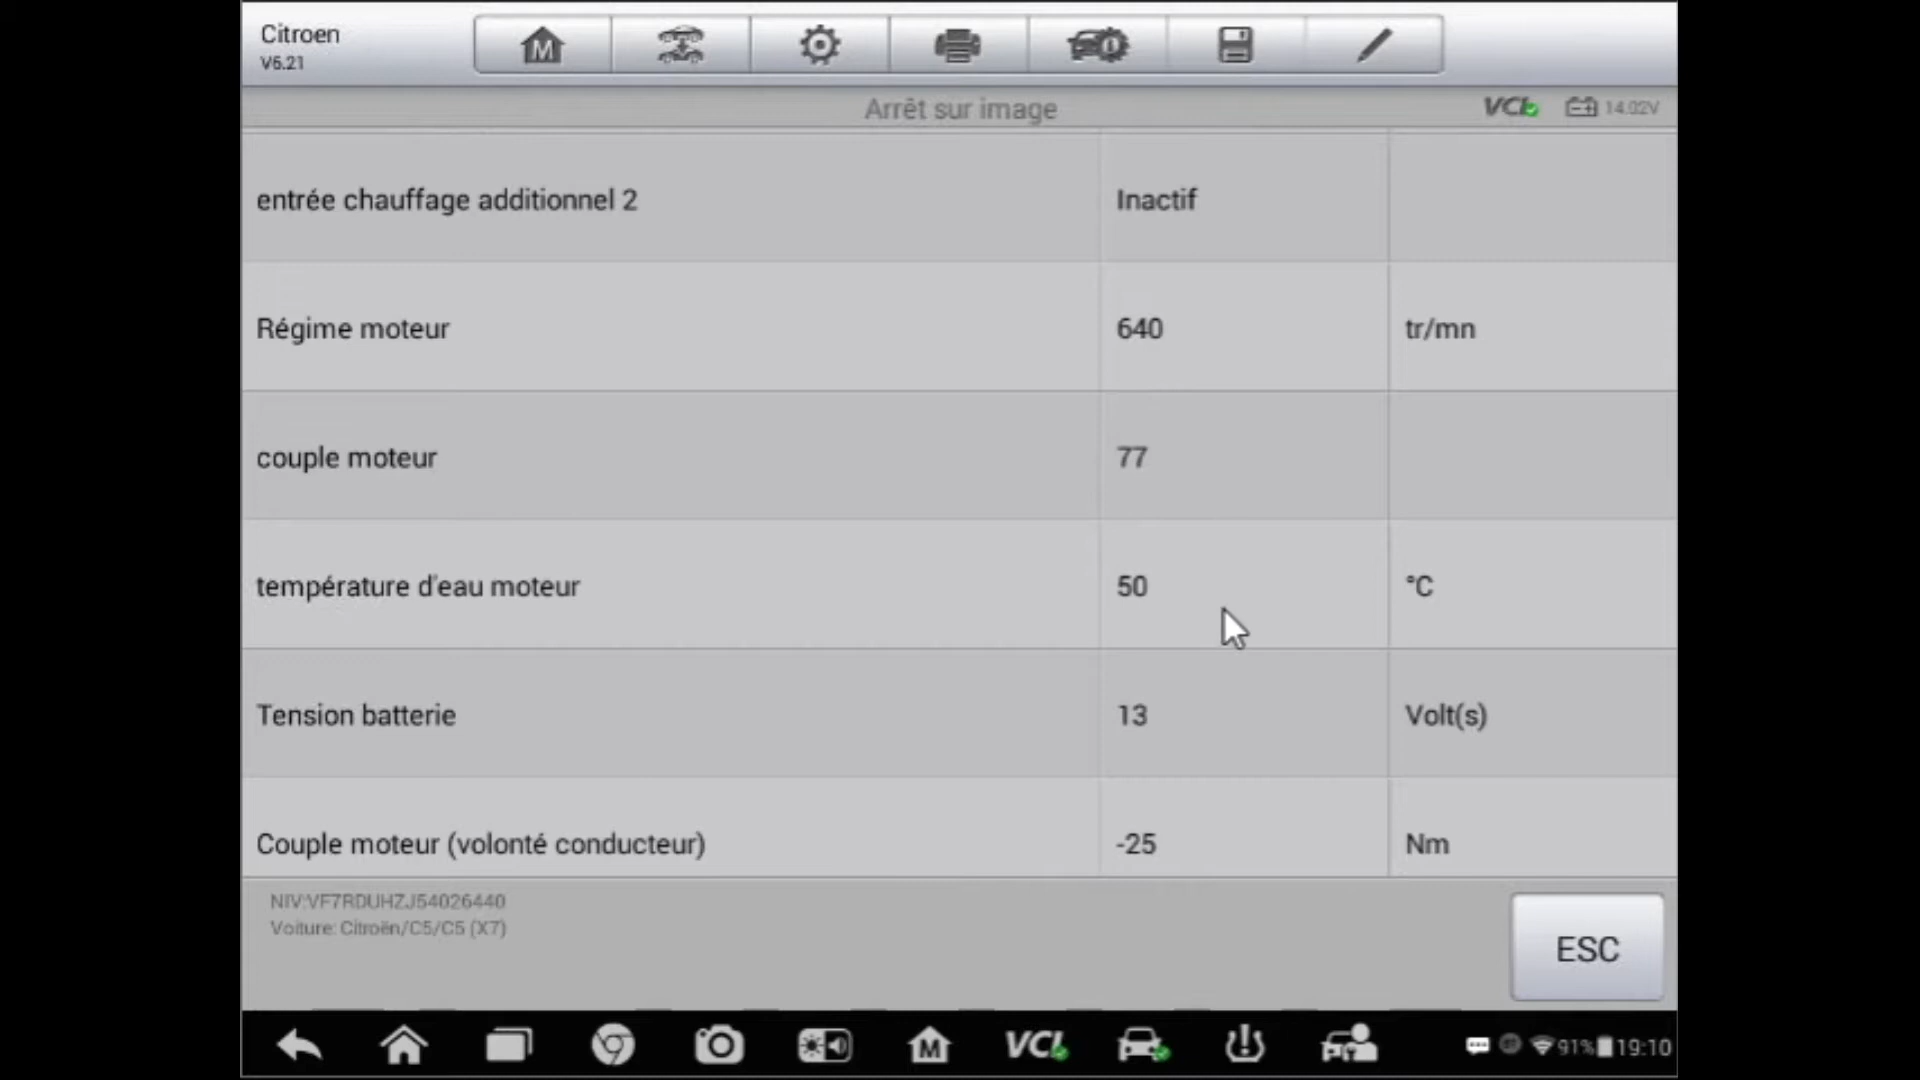 Citroen
V6.21
M
Arrêt sur image
VCI
14.02V
entrée chauffage additionnel 2 Inactif
Régime moteur 640 tr/mn
couple moteur 77
température d'eau moteur 50 °C
Tension batterie 13 Volt(s)
Couple moteur (volonté conducteur) -25 Nm
NIV:VF7RDUHZJ54026440
Voiture: Citroën/C5/C5 (X7)
ESC
M
VCI
91%
19:10